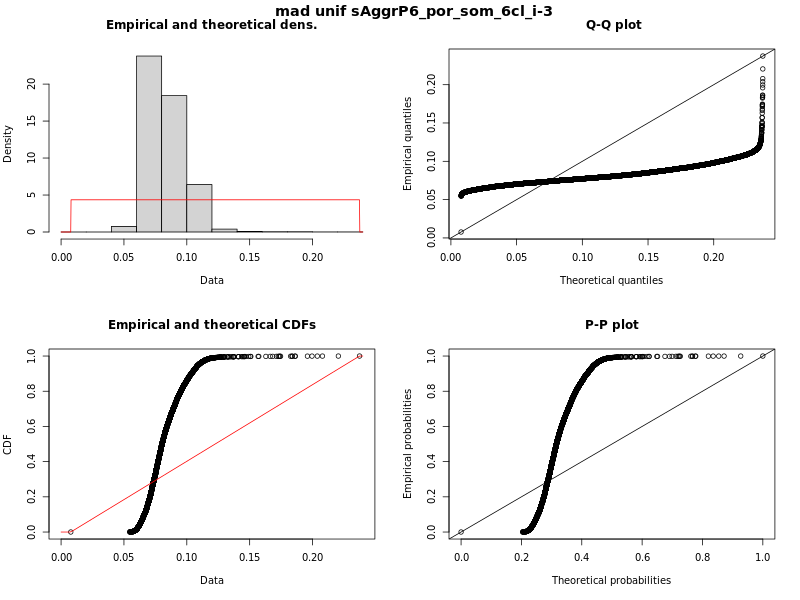 mad unif sAggrP6_por_som_6cl_i-3
Empirical and theoretical dens.
Density
0 5 10 15 20
0.00 0.05 0.10 0.15 0.20
Data
Q-Q plot
Empirical quantiles
0.00 0.05 0.10 0.15 0.20
0.00 0.05 0.10 0.15 0.20
Theoretical quantiles
Empirical and theoretical CDFs
CDF
0.0 0.2 0.4 0.6 0.8 1.0
0.00 0.05 0.10 0.15 0.20
Data
P-P plot
Empirical probabilities
0.0 0.2 0.4 0.6 0.8 1.0
0.0 0.2 0.4 0.6 0.8 1.0
Theoretical probabilities